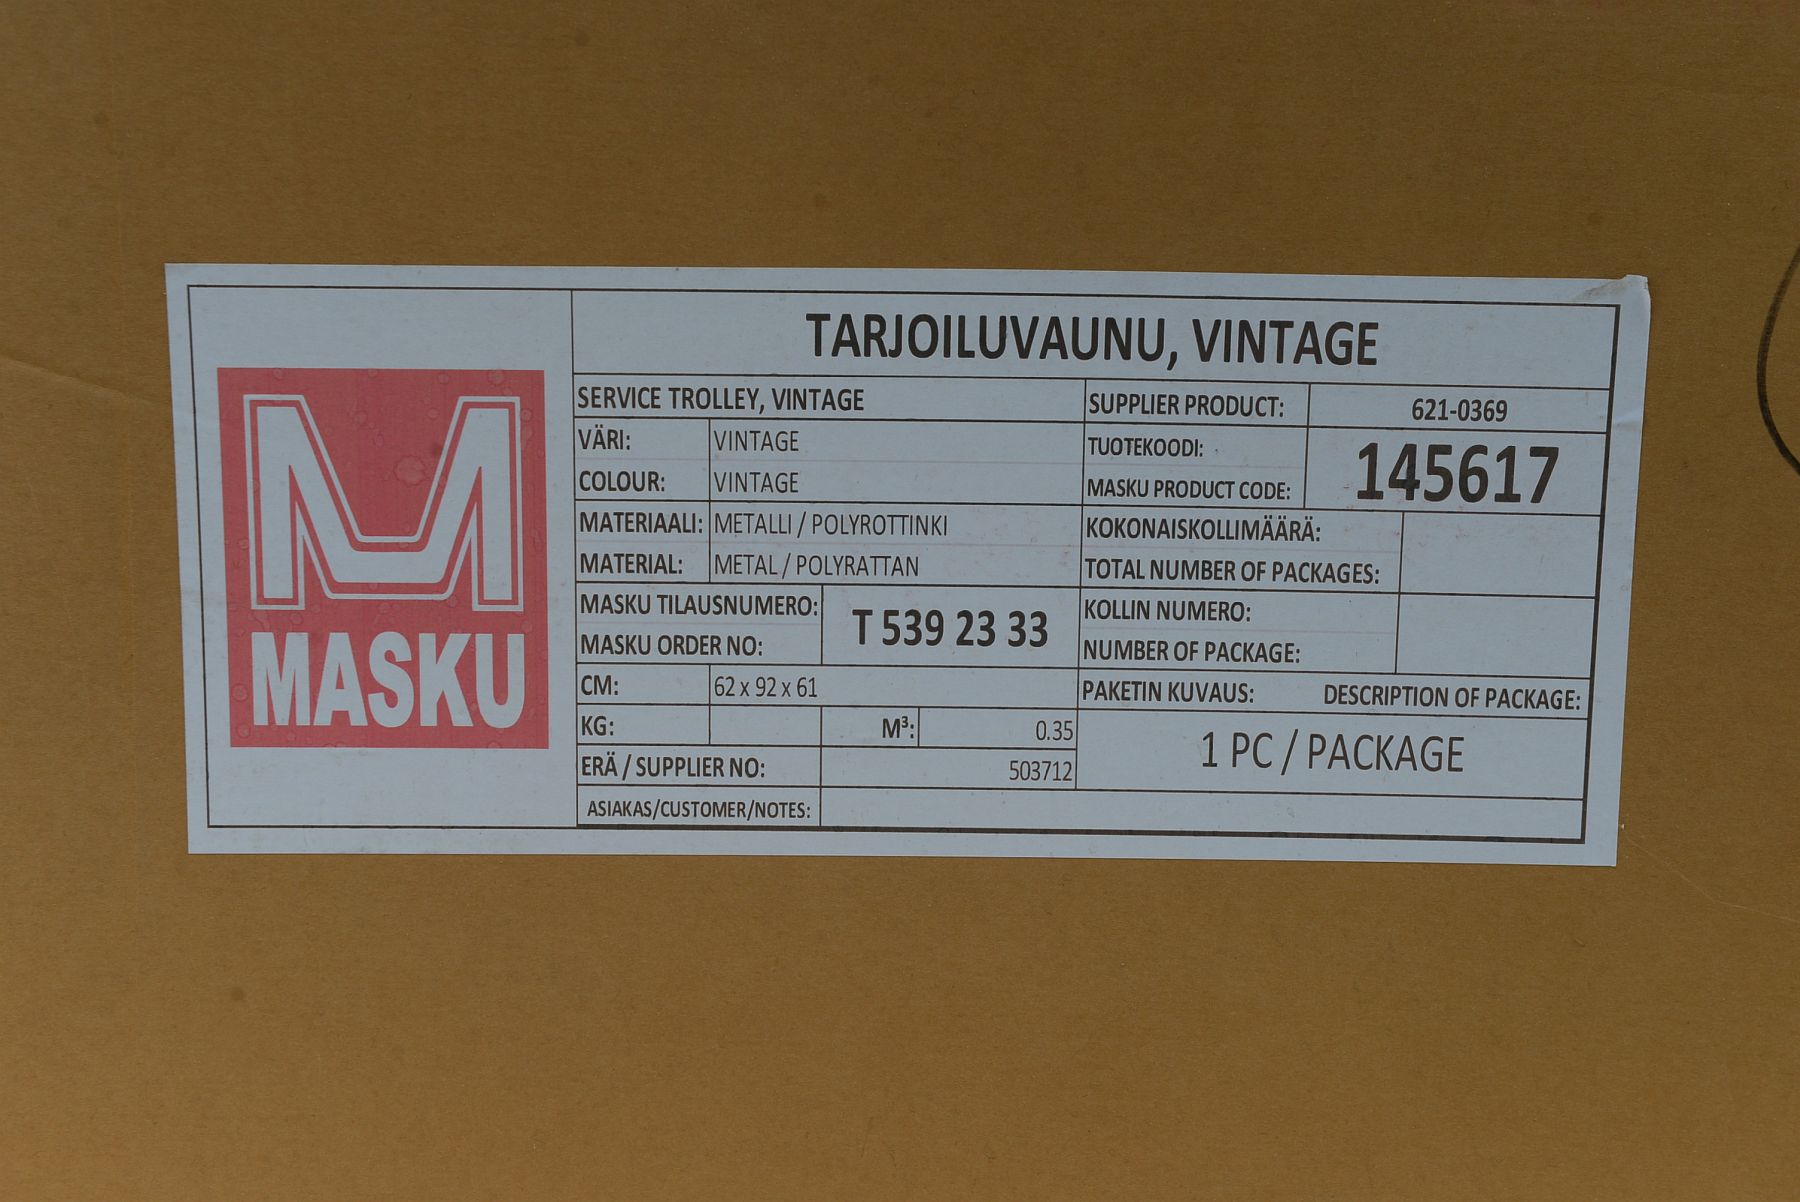 TARJOILUVAUNU, VINTAGE
SERVICE TROLLEY, VINTAGE
SUPPLIER PRODUCT: 621-0369
VÄRI: VINTAGE
COLOUR: VINTAGE
TUOTEKOODI:
MASKU PRODUCT CODE: 145617
MATERIAALI: METALLI / POLYROTTINKI
MATERIAL: METAL / POLYRATTAN
KOKONAISKOLLIMÄÄRÄ:
TOTAL NUMBER OF PACKAGES:
MASKU TILAUSNUMERO:
MASKU ORDER NO: T 539 23 33
KOLLIN NUMERO:
NUMBER OF PACKAGE:
CM: 62 x 92 x 61
PAKETIN KUVAUS: DESCRIPTION OF PACKAGE:
KG: M³: 0.35
1 PC / PACKAGE
ERÄ / SUPPLIER NO: 503712
ASIAKAS/CUSTOMER/NOTES:
M
MASKU